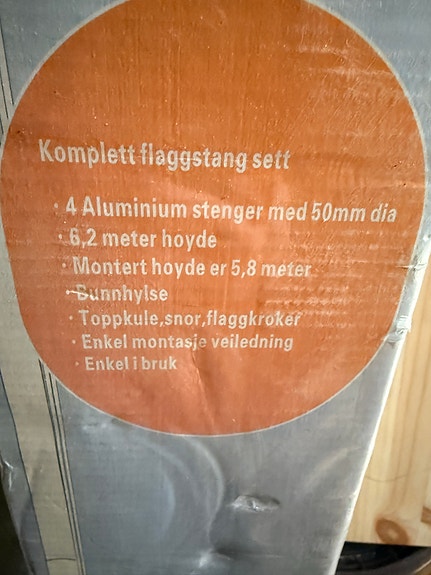 Komplett flaggstang sett
· 4 Aluminium stenger med 50mm dia
· 6,2 meter hoyde
· Montert hoyde er 5,8 meter
· Bunnhylse
· Toppkule,snor,flaggkroker
· Enkel montasje veiledning
· Enkel i bruk